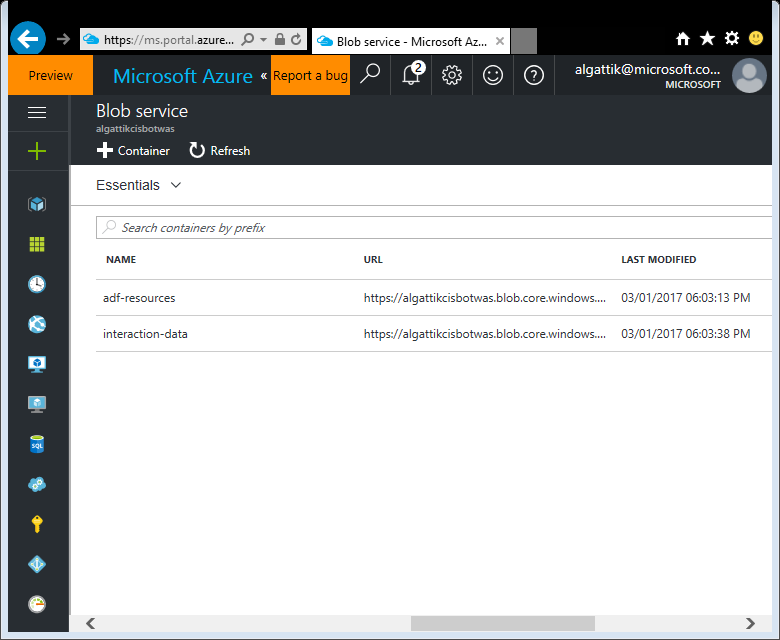 https://ms.portal.azure...
Blob service - Microsoft Az...
Preview
Microsoft Azure «
Report a bug
2
algattik@microsoft.co...
MICROSOFT
Blob service
algattikcisbotwas
Container
Refresh
Essentials
Search containers by prefix
NAME URL LAST MODIFIED
adf-resources https://algattikcisbotwas.blob.core.windows.... 03/01/2017 06:03:13 PM
interaction-data https://algattikcisbotwas.blob.core.windows.... 03/01/2017 06:03:38 PM
SQL